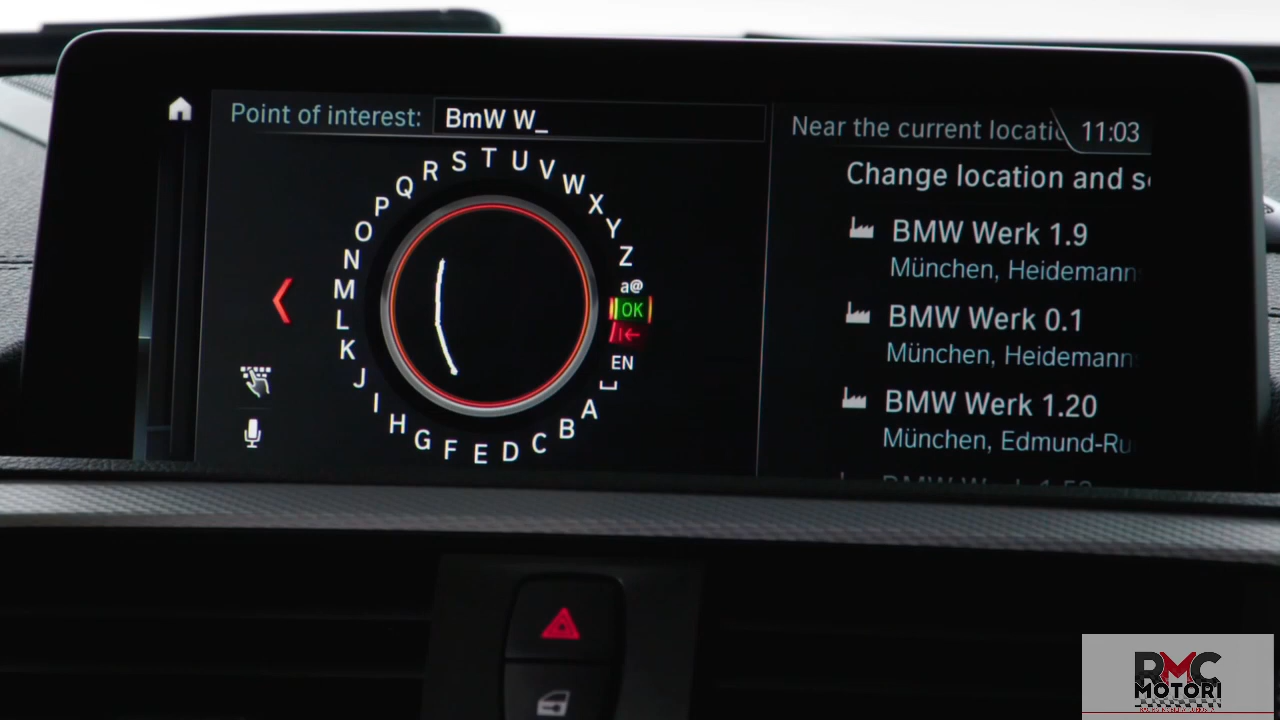 Point of interest: BmW W_
Near the current locati
11:03
Change location and s
R S T U V W X Y Z a@ OK
EN
A B C D E F G H I J K L M N O P Q
BMW Werk 1.9
München, Heidemann
BMW Werk 0.1
München, Heidemann
BMW Werk 1.20
München, Edmund-Ru
RMC
MOTORI